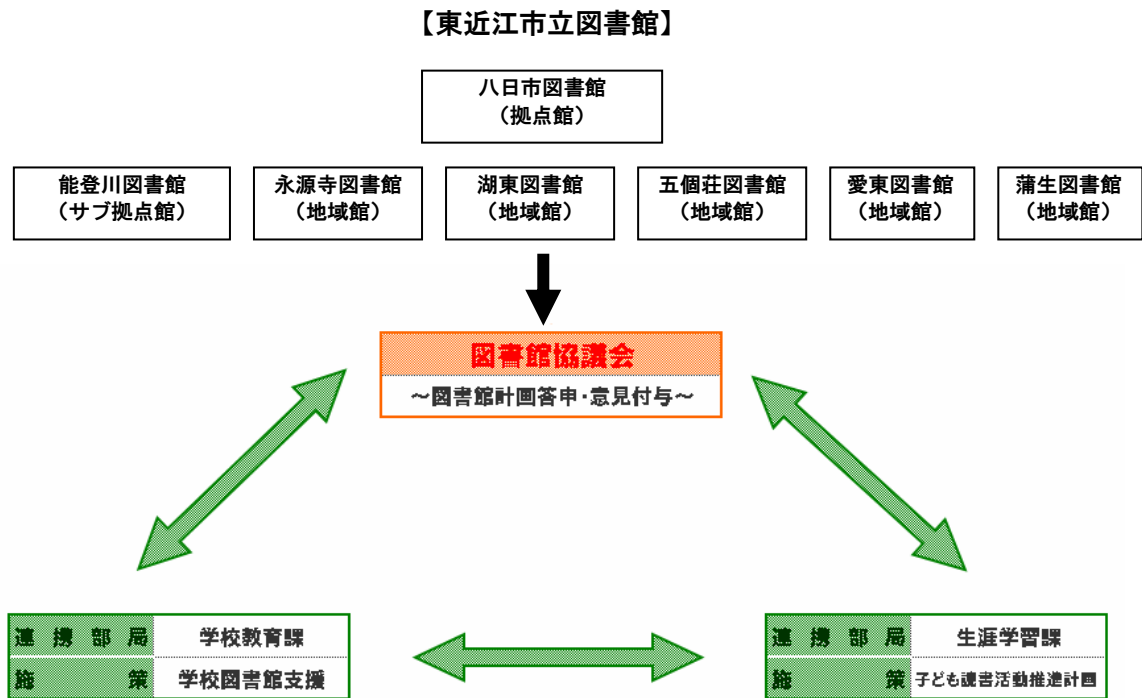 【東近江市立図書館】
八日市図書館
（拠点館）
能登川図書館
（サブ拠点館）
永源寺図書館
（地域館）
湖東図書館
（地域館）
五個荘図書館
（地域館）
愛東図書館
（地域館）
蒲生図書館
（地域館）
図書館協議会
～図書館計画答申・意見付与～
連携部局 学校教育課
施策 学校図書館支援
連携部局 生涯学習課
施策 子ども読書活動推進計画